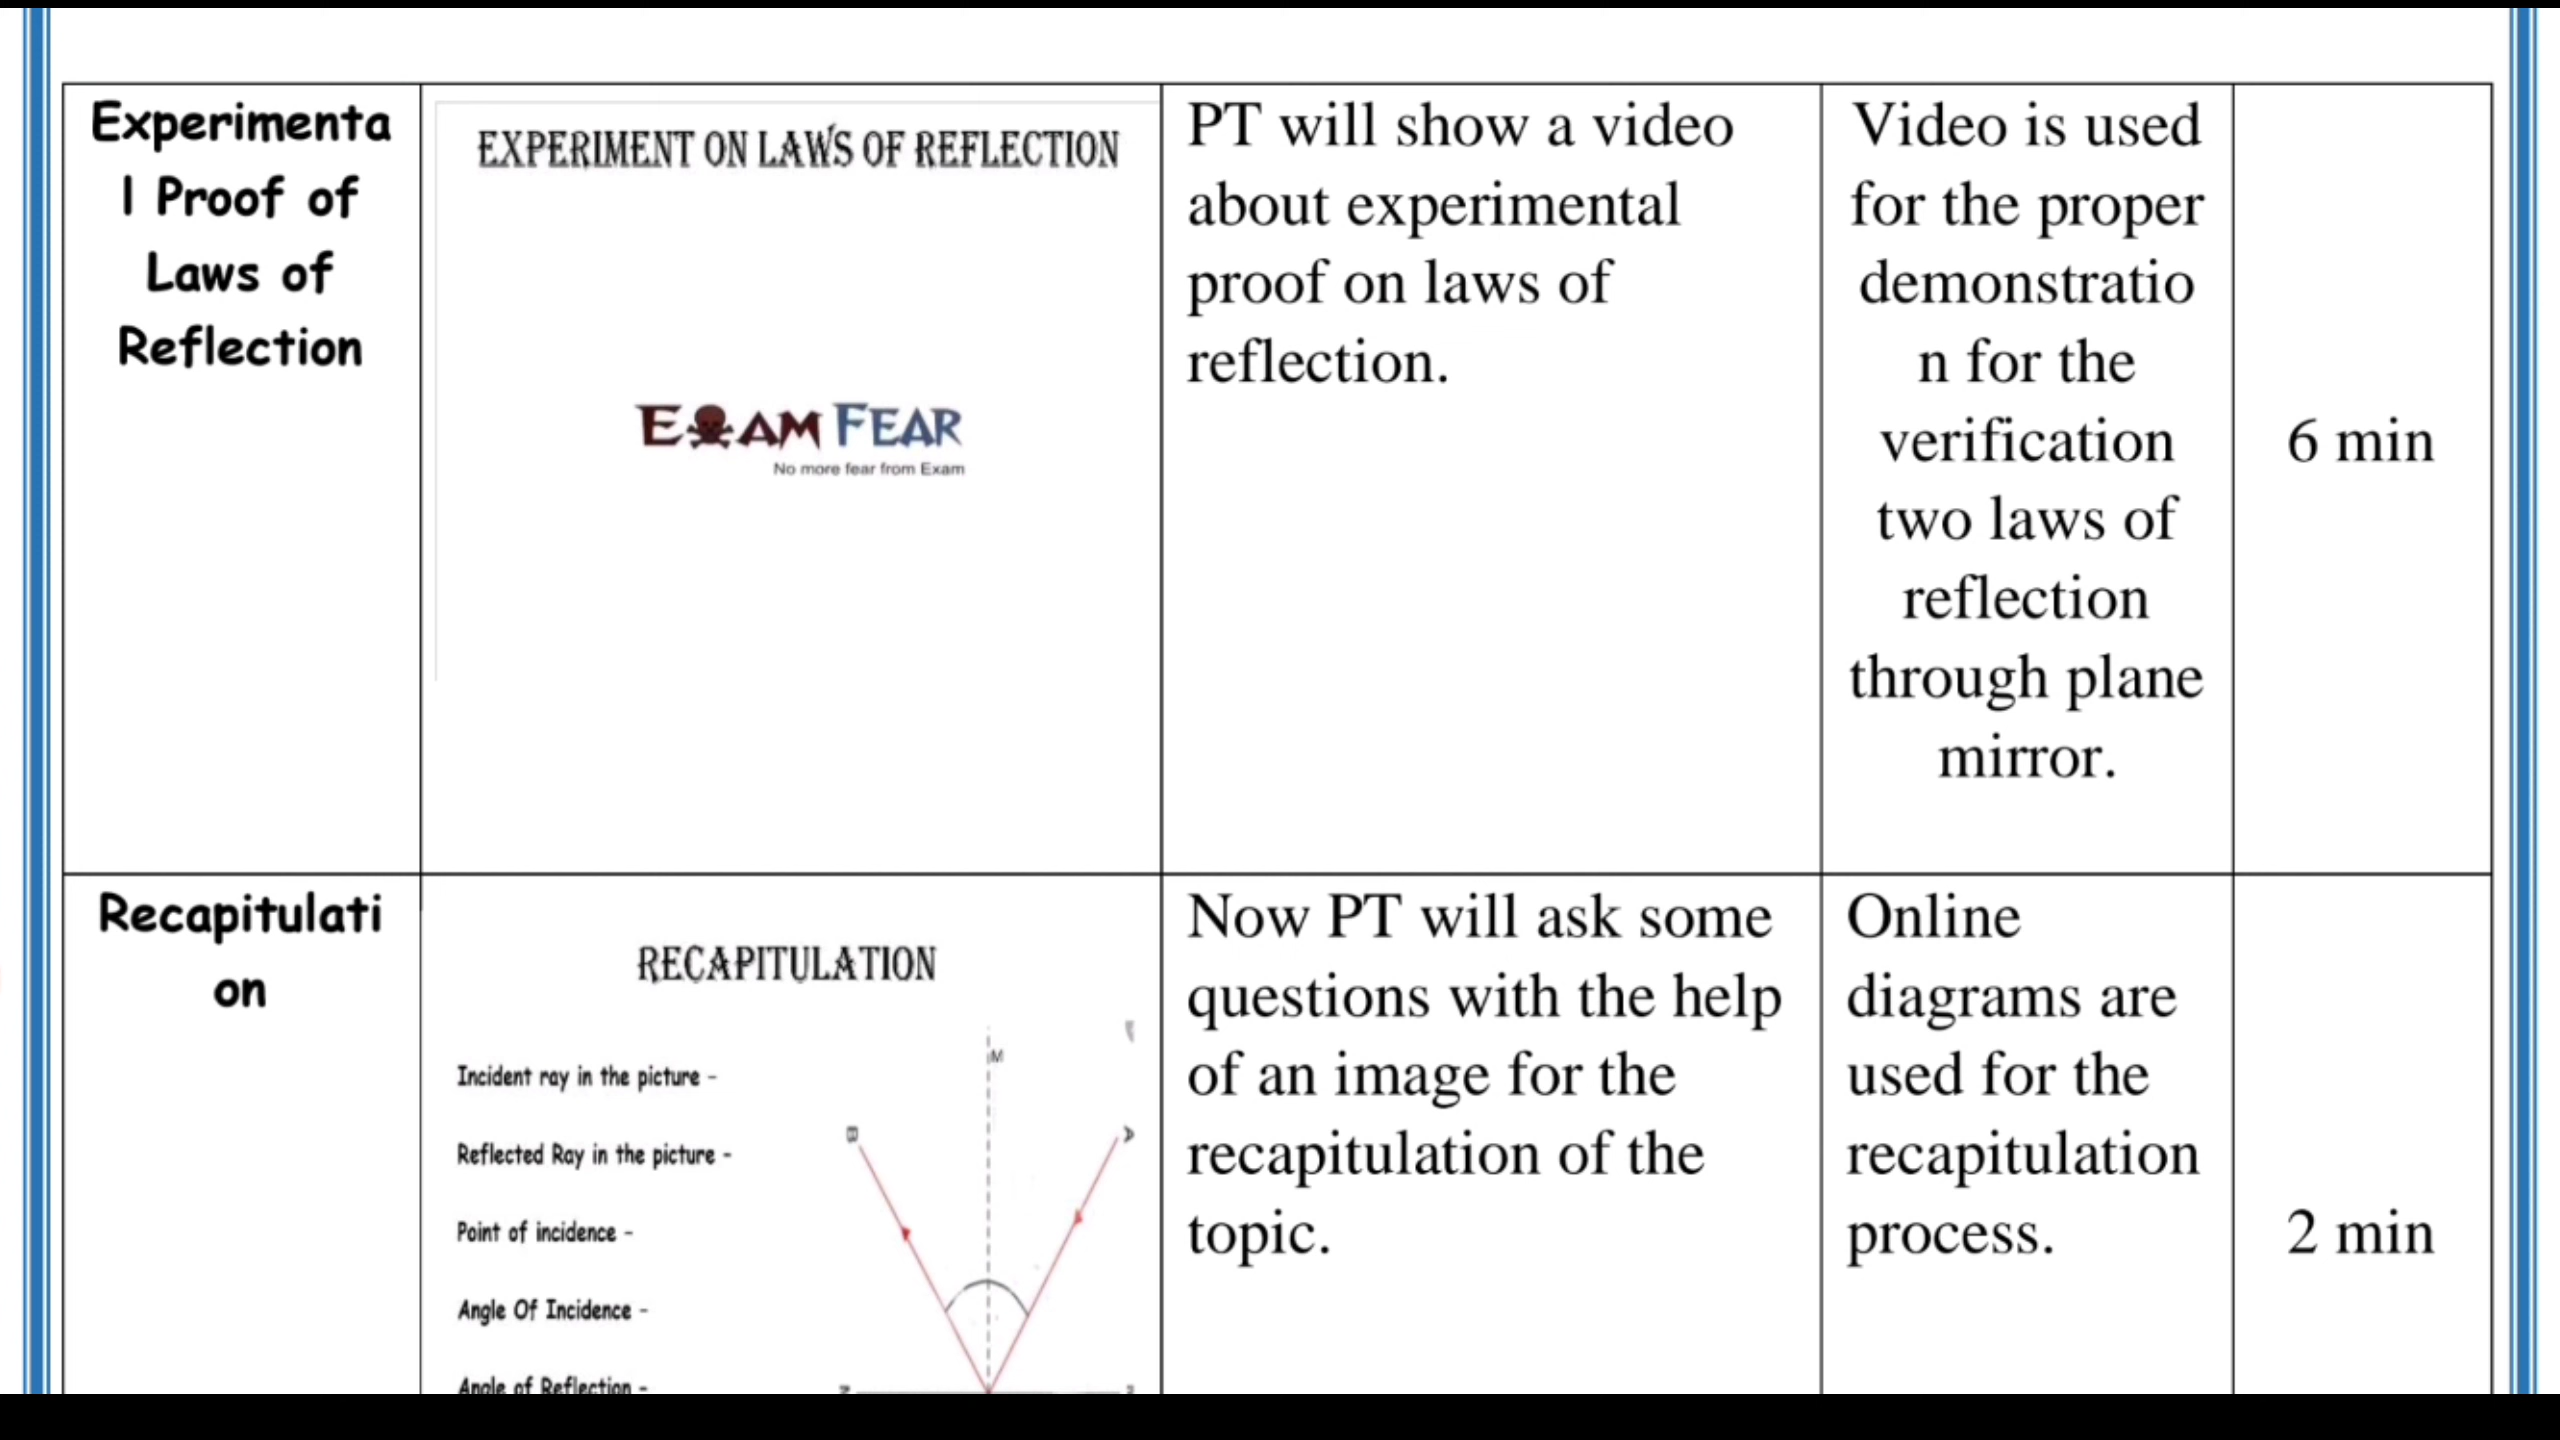 Experimenta
l Proof of
Laws of
Reflection
EXPERIMENT ON LAWS OF REFLECTION
EXAM FEAR
No more fear from Exam
PT will show a video
about experimental
proof on laws of
reflection.
Video is used
for the proper
demonstratio
n for the
verification
two laws of
reflection
through plane
mirror.
6 min
Recapitulati
on
RECAPITULATION
Incident ray in the picture -
Reflected Ray in the picture -
Point of incidence -
Angle Of Incidence -
Angle of Reflection -
M
B
Now PT will ask some
questions with the help
of an image for the
recapitulation of the
topic.
Online
diagrams are
used for the
recapitulation
process.
2 min